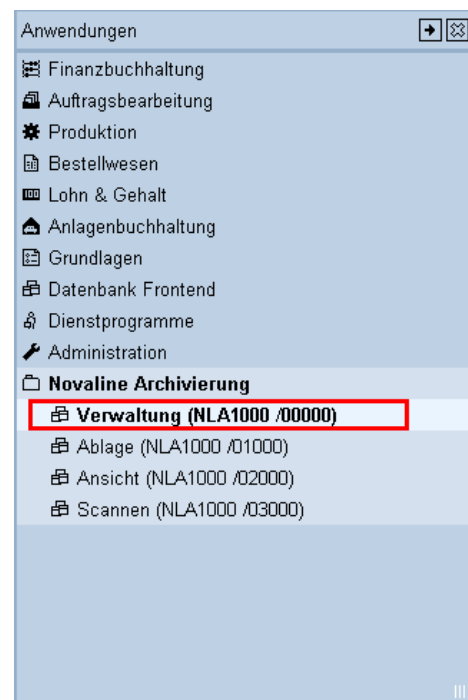 Anwendungen
Finanzbuchhaltung
Auftragsbearbeitung
Produktion
Bestellwesen
Lohn & Gehalt
Anlagenbuchhaltung
Grundlagen
Datenbank Frontend
Dienstprogramme
Administration
Novaline Archivierung
Verwaltung (NLA1000 /00000)
Ablage (NLA1000 /01000)
Ansicht (NLA1000 /02000)
Scannen (NLA1000 /03000)